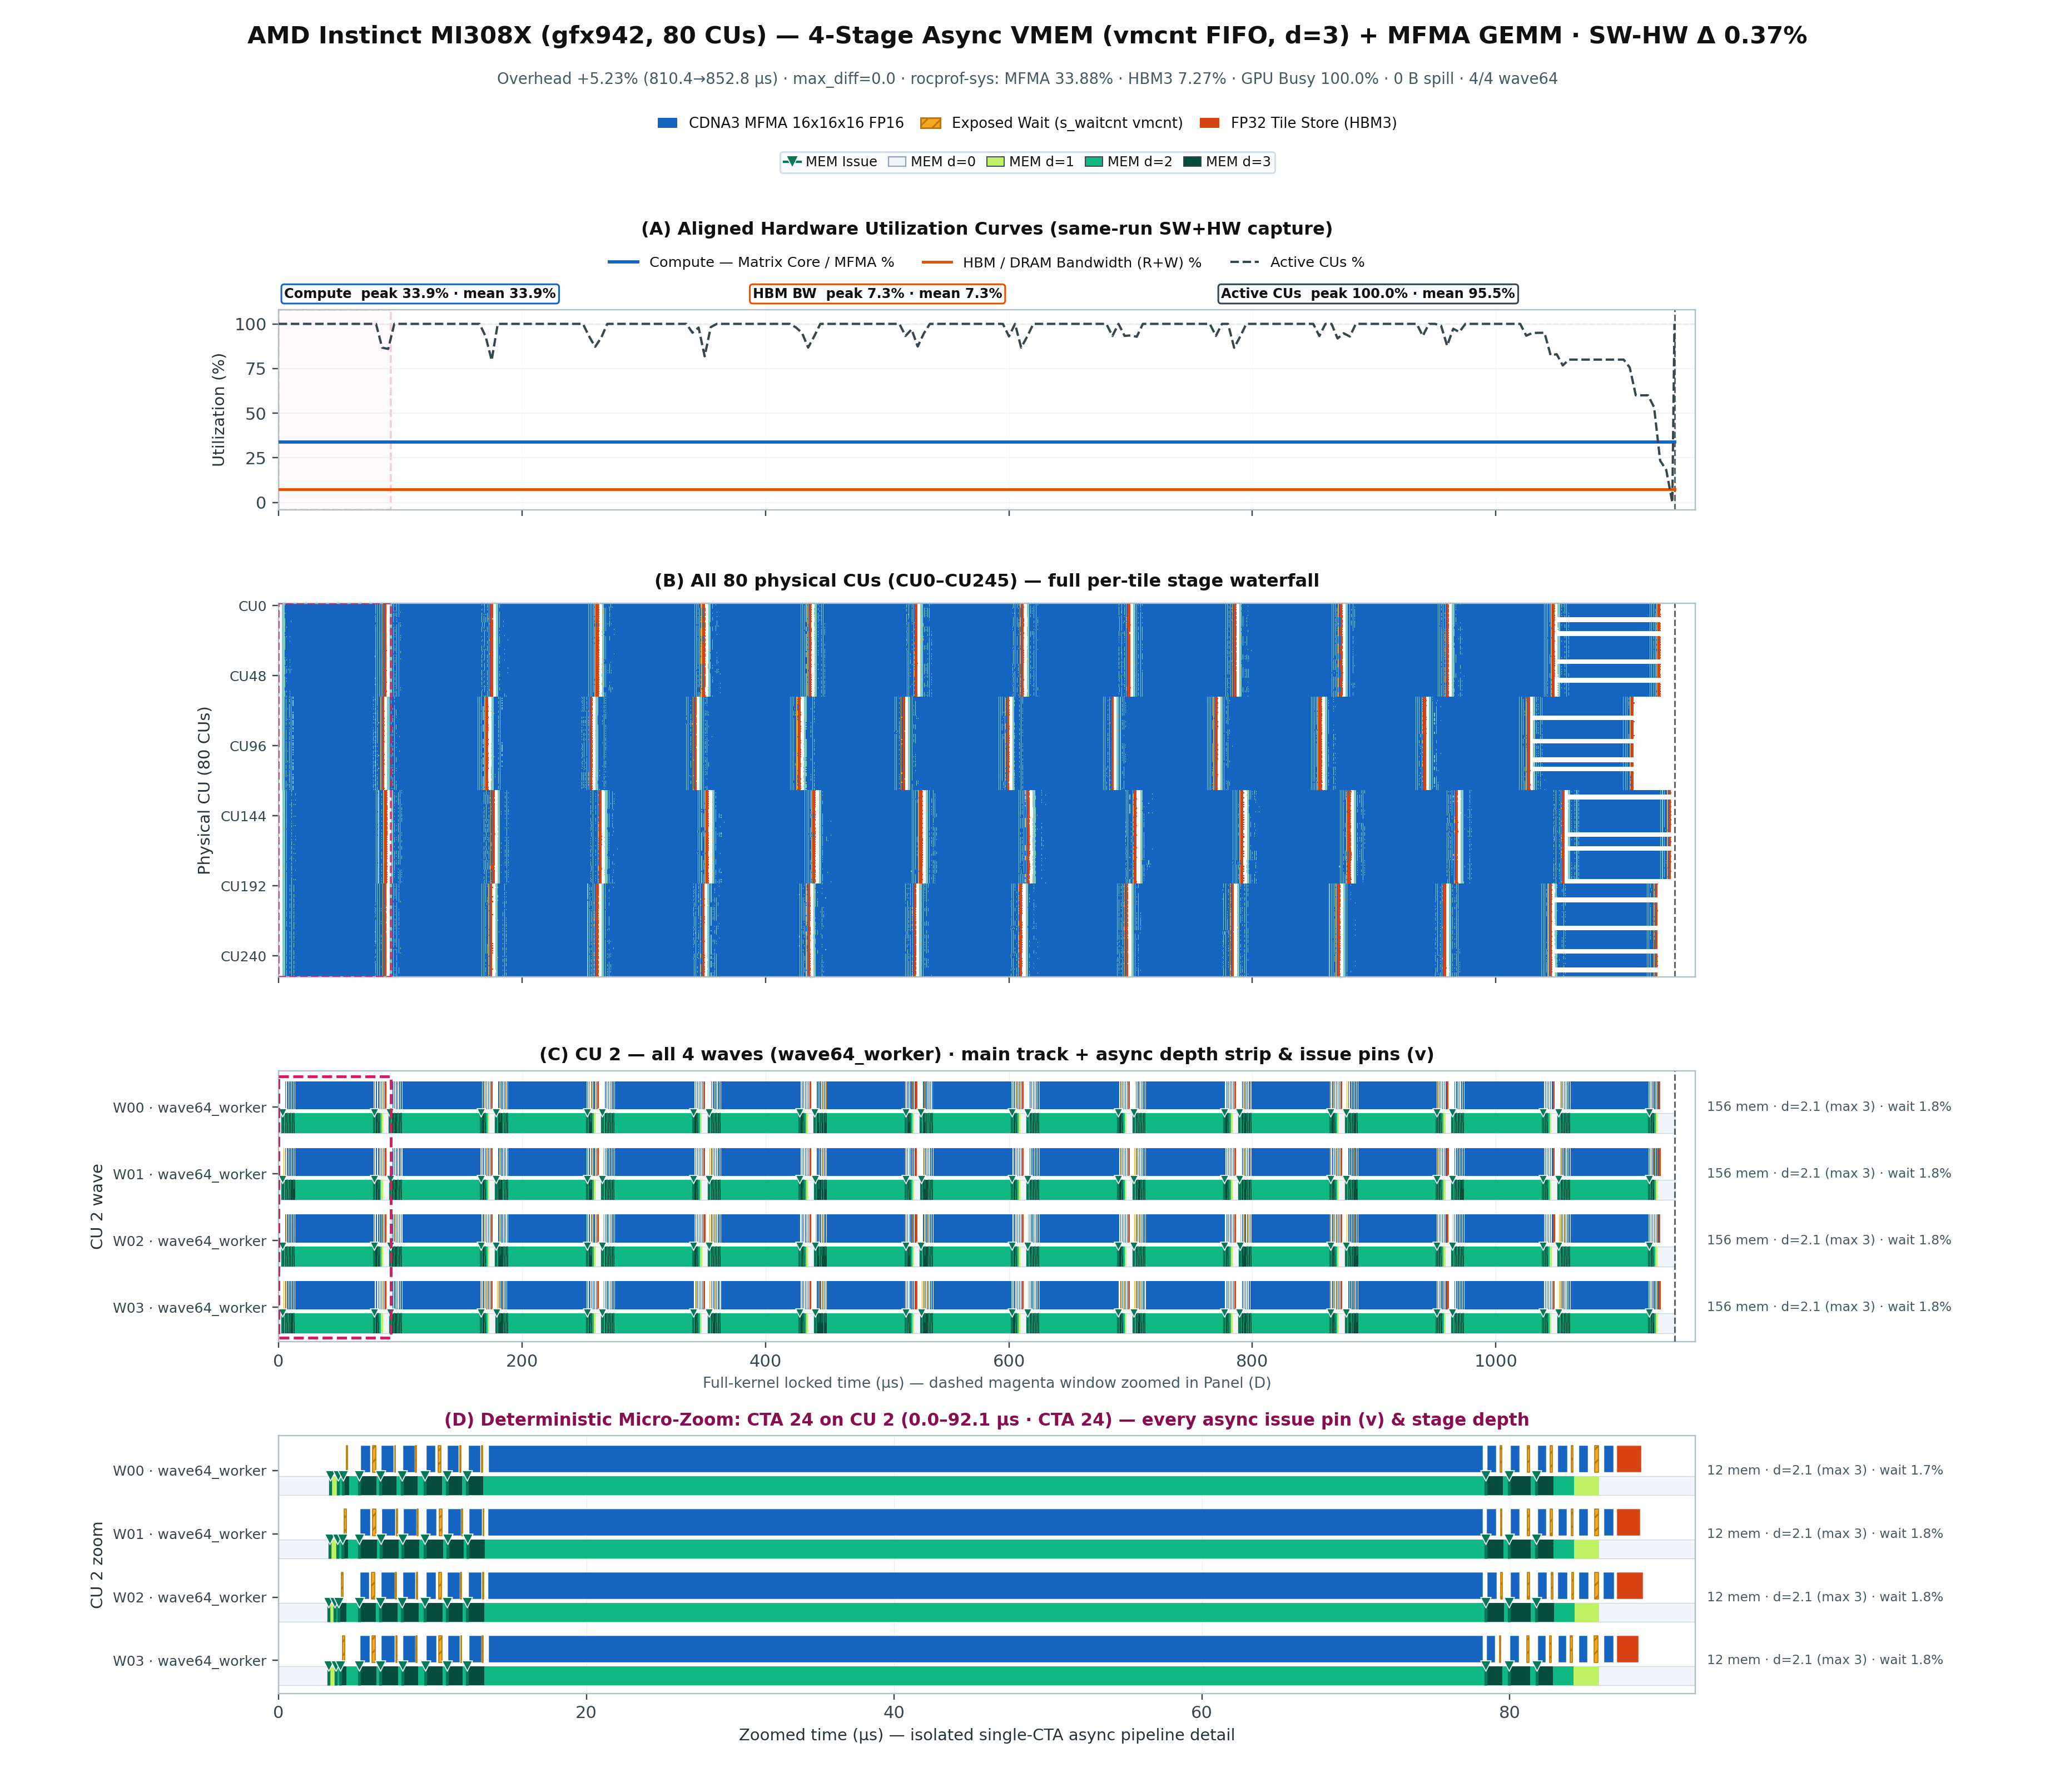 AMD Instinct MI308X (gfx942, 80 CUs) — 4-Stage Async VMEM (vmcnt FIFO, d=3) + MFMA GEMM · SW-HW Δ 0.37%
Overhead +5.23% (810.4→852.8 μs) · max_diff=0.0 · rocprof-sys: MFMA 33.88% · HBM3 7.27% · GPU Busy 100.0% · 0 B spill · 4/4 wave64
CDNA3 MFMA 16x16x16 FP16 Exposed Wait (s_waitcnt vmcnt) FP32 Tile Store (HBM3)
MEM Issue MEM d=0 MEM d=1 MEM d=2 MEM d=3
(A) Aligned Hardware Utilization Curves (same-run SW+HW capture)
Compute — Matrix Core / MFMA % HBM / DRAM Bandwidth (R+W) % Active CUs %
Compute peak 33.9% · mean 33.9% HBM BW peak 7.3% · mean 7.3% Active CUs peak 100.0% · mean 95.5%
100
75
50
25
0
Utilization (%)
(B) All 80 physical CUs (CU0–CU245) — full per-tile stage waterfall
CU0
CU48
CU96
CU144
CU192
CU240
Physical CU (80 CUs)
(C) CU 2 — all 4 waves (wave64_worker) · main track + async depth strip & issue pins (v)
W00 · wave64_worker 156 mem · d=2.1 (max 3) · wait 1.8%
W01 · wave64_worker 156 mem · d=2.1 (max 3) · wait 1.8%
W02 · wave64_worker 156 mem · d=2.1 (max 3) · wait 1.8%
W03 · wave64_worker 156 mem · d=2.1 (max 3) · wait 1.8%
CU 2 wave
0 200 400 600 800 1000
Full-kernel locked time (μs) — dashed magenta window zoomed in Panel (D)
(D) Deterministic Micro-Zoom: CTA 24 on CU 2 (0.0–92.1 μs · CTA 24) — every async issue pin (v) & stage depth
W00 · wave64_worker 12 mem · d=2.1 (max 3) · wait 1.7%
W01 · wave64_worker 12 mem · d=2.1 (max 3) · wait 1.8%
W02 · wave64_worker 12 mem · d=2.1 (max 3) · wait 1.8%
W03 · wave64_worker 12 mem · d=2.1 (max 3) · wait 1.8%
CU 2 zoom
0 20 40 60 80
Zoomed time (μs) — isolated single-CTA async pipeline detail